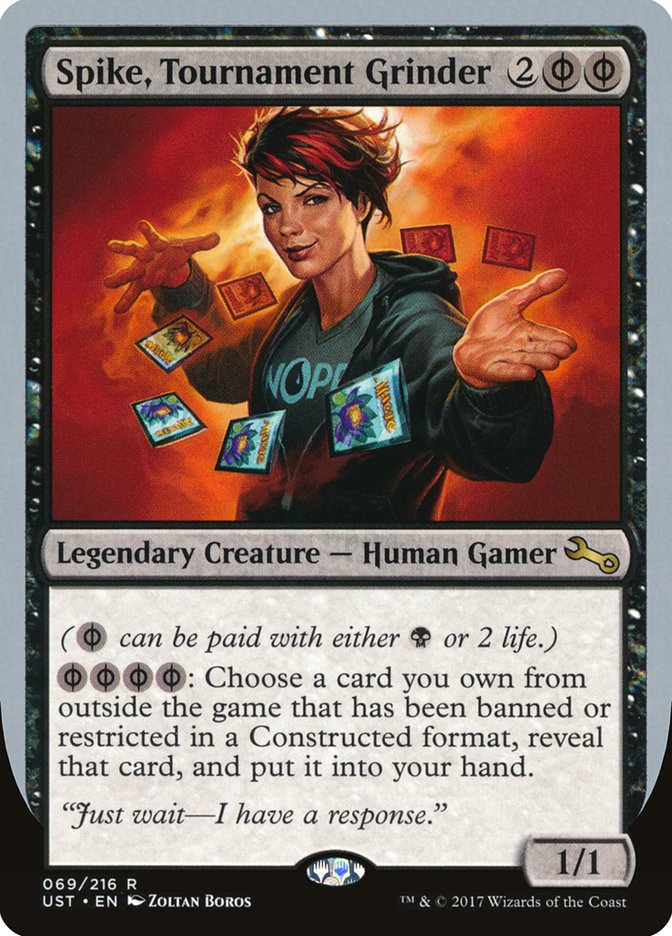 Spike, Tournament Grinder 2
NOPE
MAGIC
Legendary Creature — Human Gamer
( can be paid with either or 2 life.)
: Choose a card you own from
outside the game that has been banned or
restricted in a Constructed format, reveal
that card, and put it into your hand.
“Just wait—I have a response.”
1/1
069/216 R
UST • EN Zoltan Boros
™ & © 2017 Wizards of the Coast